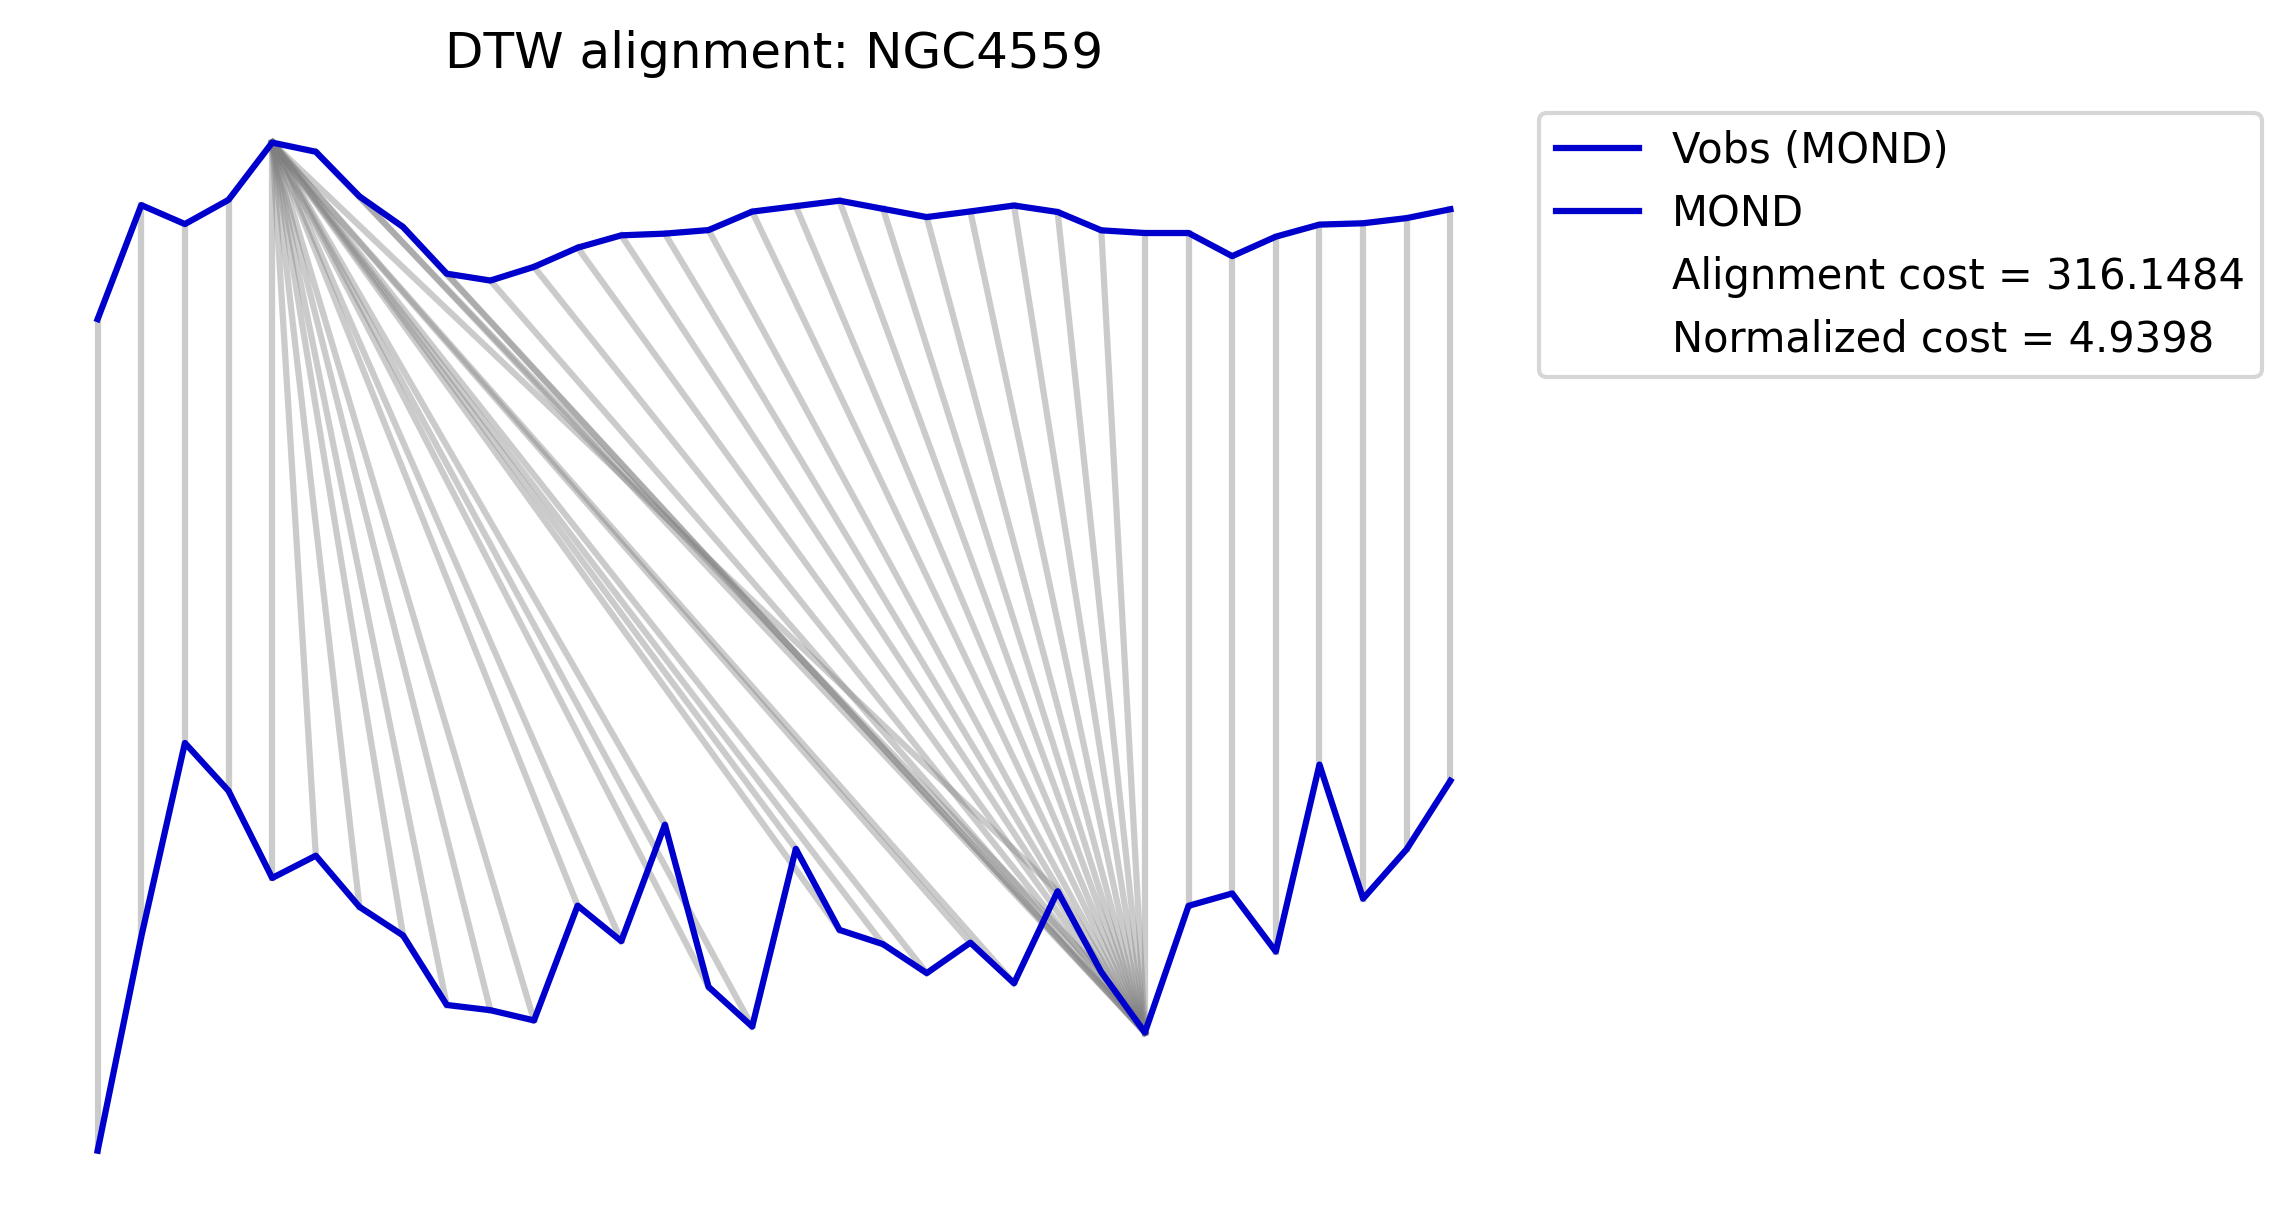 DTW alignment: NGC4559
Vobs (MOND)
MOND
Alignment cost = 316.1484
Normalized cost = 4.9398